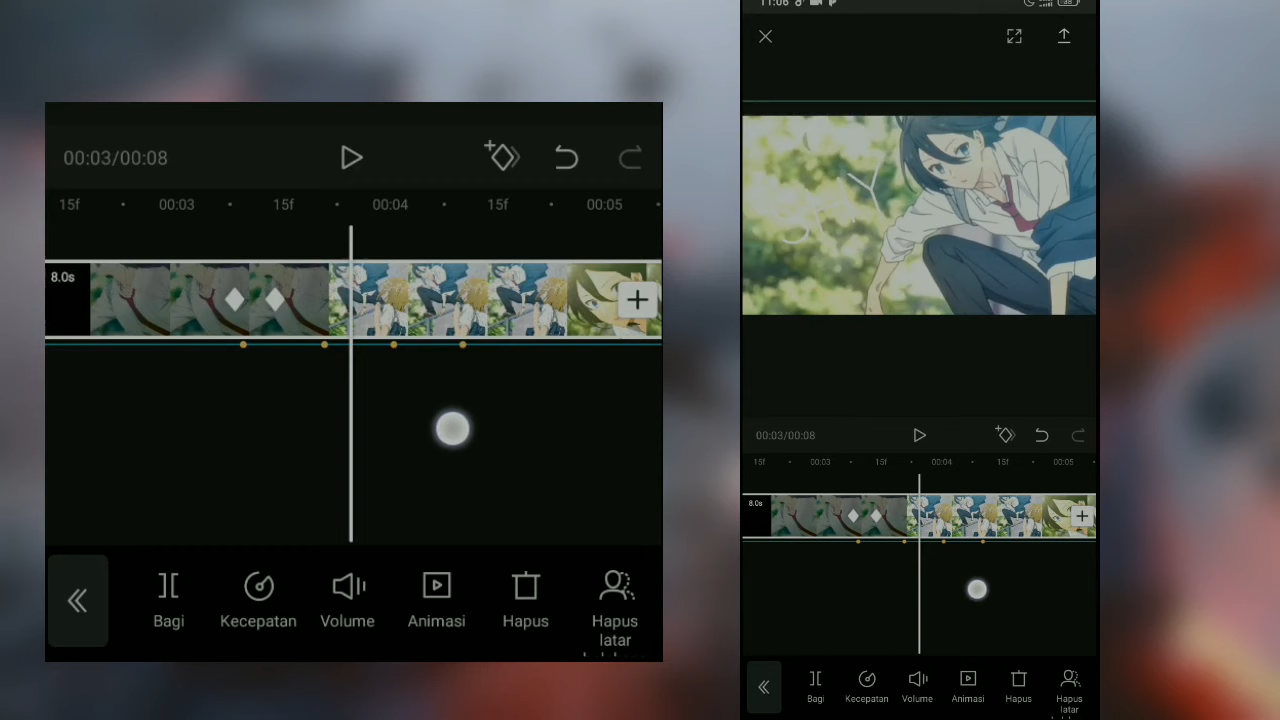 00:03/00:08
15f
00:03
15f
00:04
15f
00:05
8.0s
Bagi
Kecepatan
Volume
Animasi
Hapus
Hapus
latar
11:06
00:03/00:08
15f
00:03
15f
00:04
15f
00:05
8.0s
Bagi
Kecepatan
Volume
Animasi
Hapus
Hapus
latar